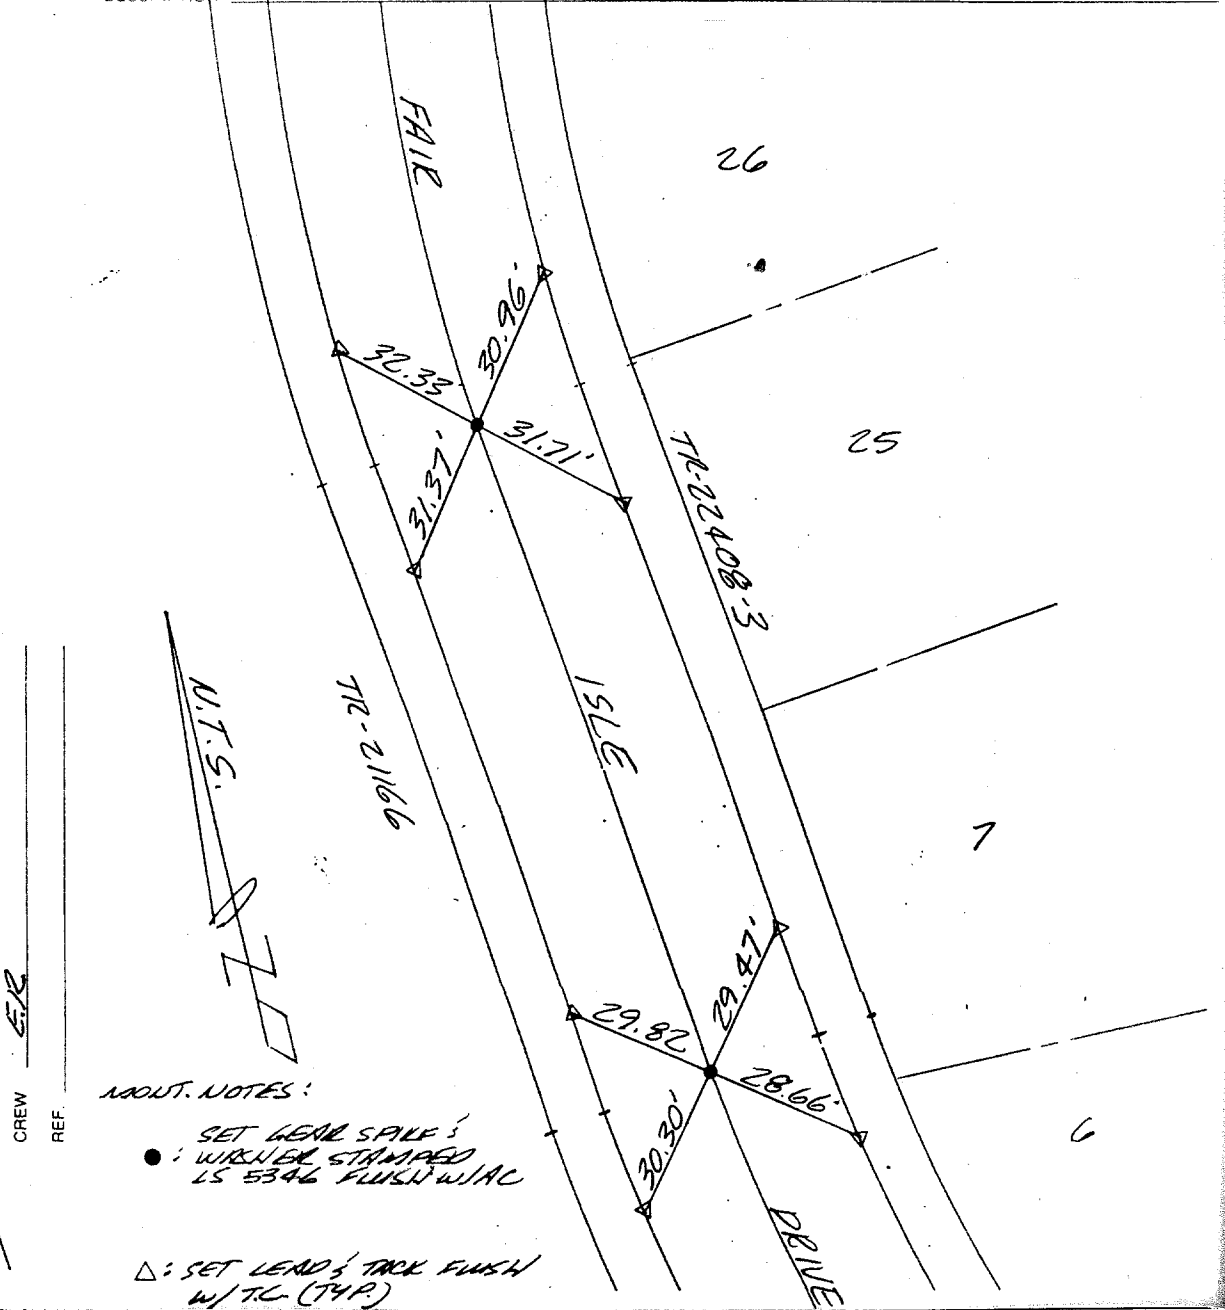 FAIR
26
30.96'
32.33'
31.71'
31.37'
25
TR-22408-3
N.T.S.
TR-21166
ISLE
7
29.47'
29.82
28.66'
30.30'
6
DRIVE
CREW E.R.
REF.
MONT. NOTES:
SET GEAR SPIKE &
● : WASHER STAMPED
LS 5346 FLUSH W/AC
△: SET LEAD & TACK FLUSH
W/ T.C. (TYP.)